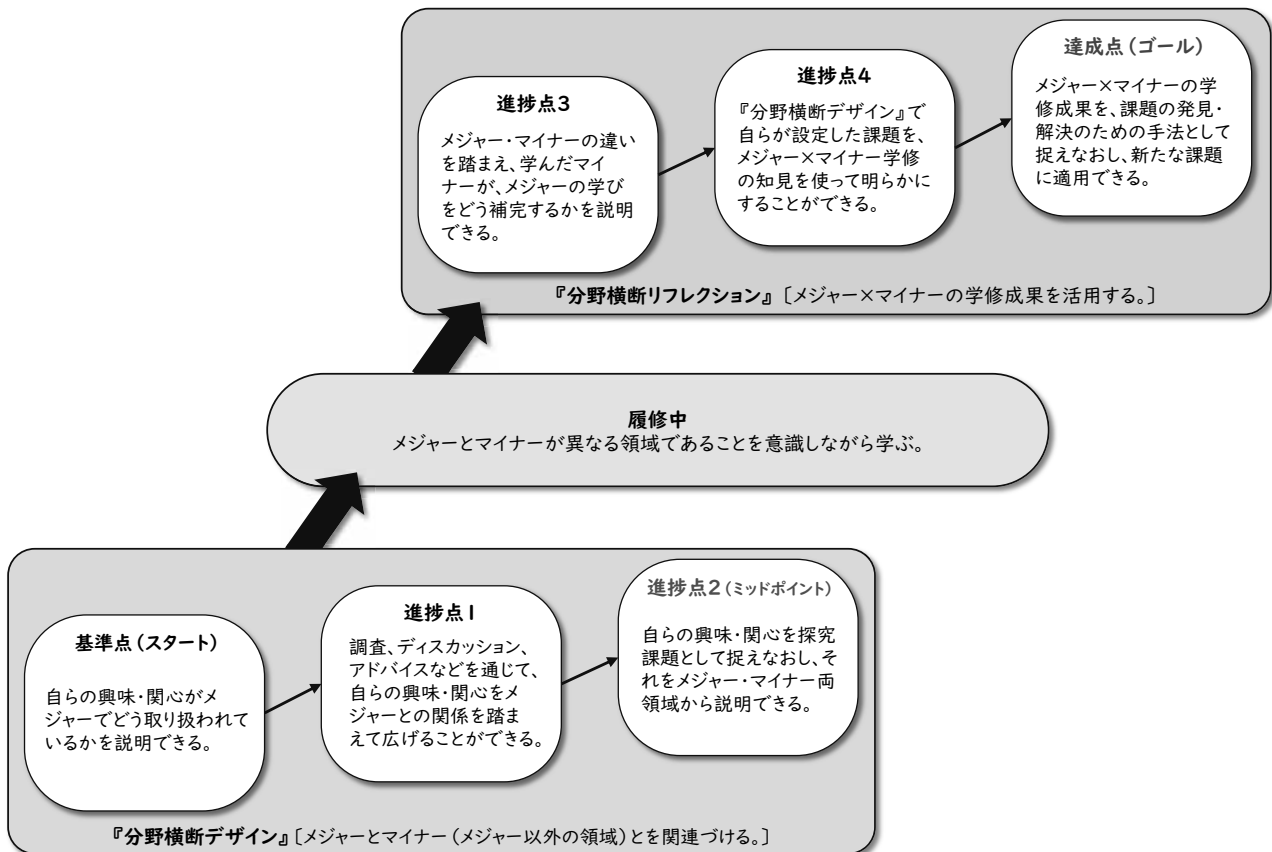 達成点(ゴール)
メジャー×マイナーの学
修成果を、課題の発見・
解決のための手法として
捉えなおし、新たな課題
に適用できる。
進捗点4
『分野横断デザイン』で
自らが設定した課題を、
メジャー×マイナー学修
の知見を使って明らかに
することができる。
進捗点3
メジャー・マイナーの違い
を踏まえ、学んだマイ
ナーが、メジャーの学び
をどう補完するかを説明
できる。
『分野横断リフレクション』〔メジャー×マイナーの学修成果を活用する。〕
履修中
メジャーとマイナーが異なる領域であることを意識しながら学ぶ。
基準点(スタート)
自らの興味・関心がメ
ジャーでどう取り扱われて
いるかを説明できる。
進捗点1
調査、ディスカッション、
アドバイスなどを通じて、
自らの興味・関心をメ
ジャーとの関係を踏ま
えて広げることができる。
進捗点2(ミッドポイント)
自らの興味・関心を探究
課題として捉えなおし、そ
れをメジャー・マイナー両
領域から説明できる。
『分野横断デザイン』〔メジャーとマイナー(メジャー以外の領域)とを関連づける。〕